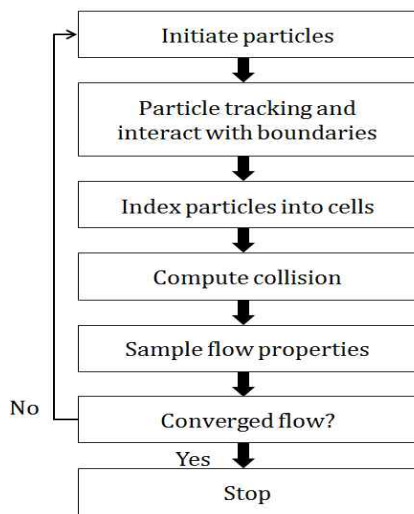 Initiate particles
Particle tracking and
interact with boundaries
Index particles into cells
Compute collision
Sample flow properties
No
Converged flow?
Yes
Stop